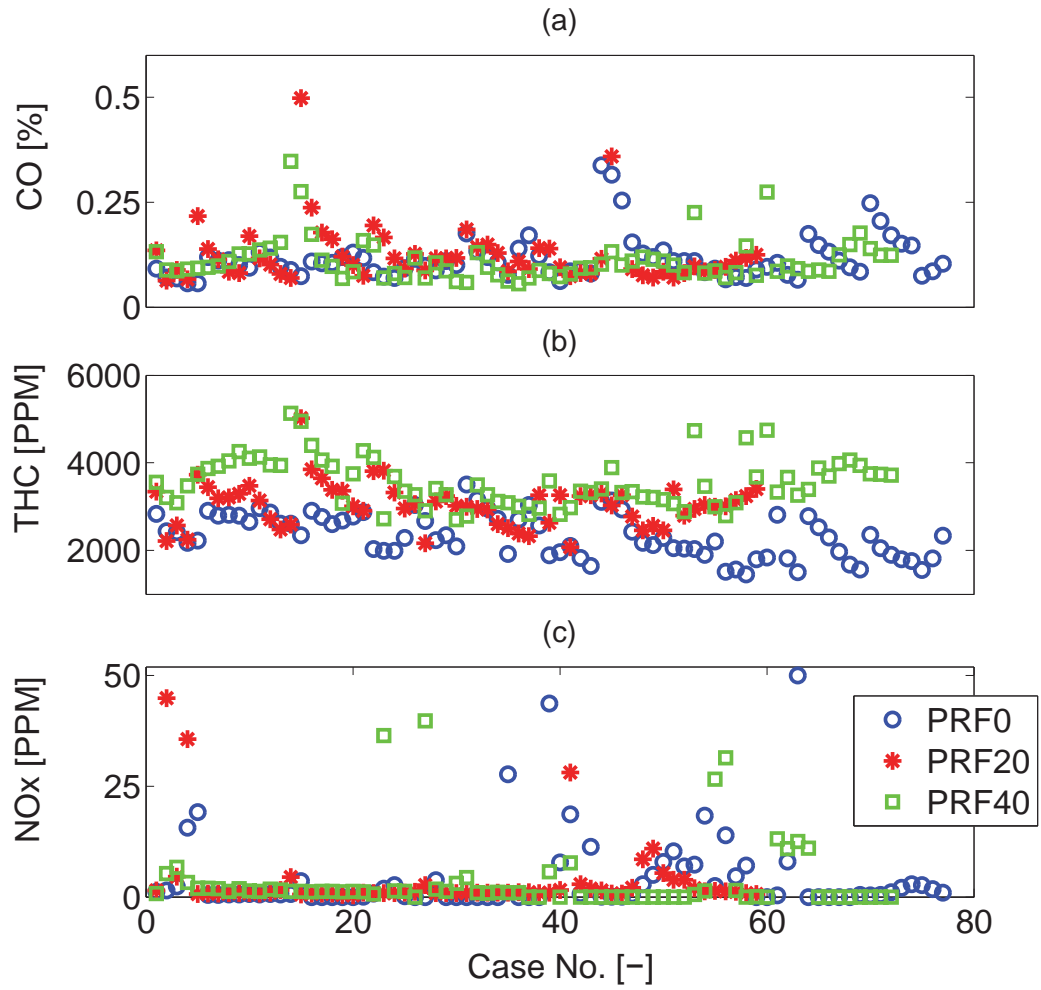 (a)
0.5
0.25
0
CO [%]
(b)
6000
4000
2000
THC [PPM]
(c)
50
25
0
NOx [PPM]
PRF0
PRF20
PRF40
0 20 40 60 80
Case No. [−]